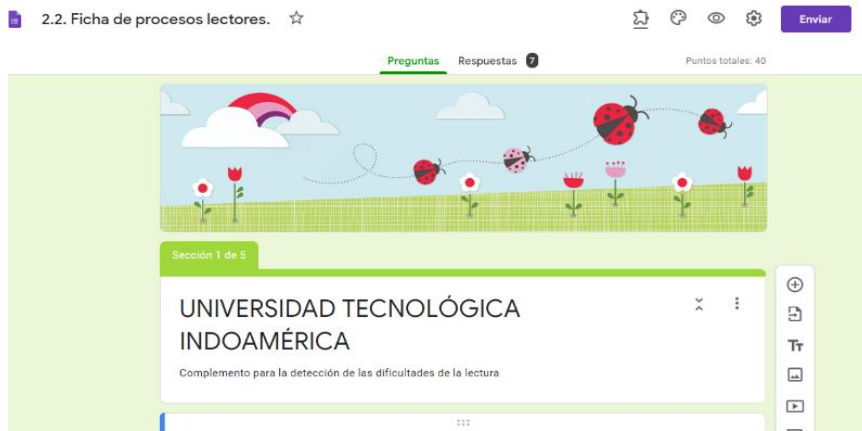 2.2. Ficha de procesos lectores.
Enviar
Preguntas Respuestas 7
Puntos totales: 40
Sección 1 de 5
UNIVERSIDAD TECNOLÓGICA
INDOAMÉRICA
Complemento para la detección de las dificultades de la lectura
TT